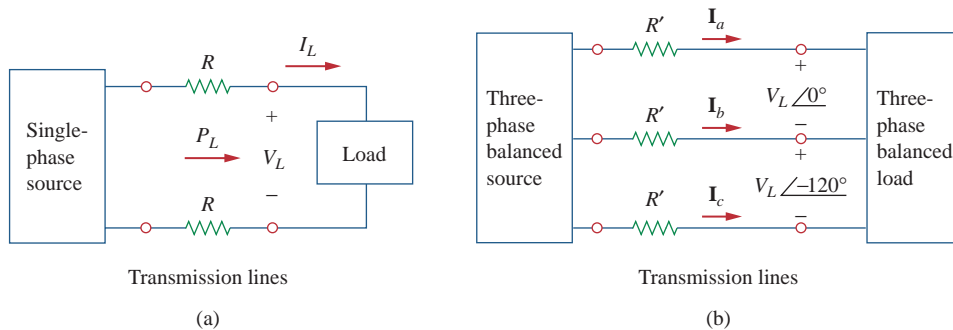 Single-
phase
source
R
I_L
P_L
+
V_L
−
Load
R
Transmission lines
(a)
Three-
phase
balanced
source
R′
I_a
+
V_L ∠0°
−
R′
I_b
+
V_L ∠−120°
−
R′
I_c
Three-
phase
balanced
load
Transmission lines
(b)